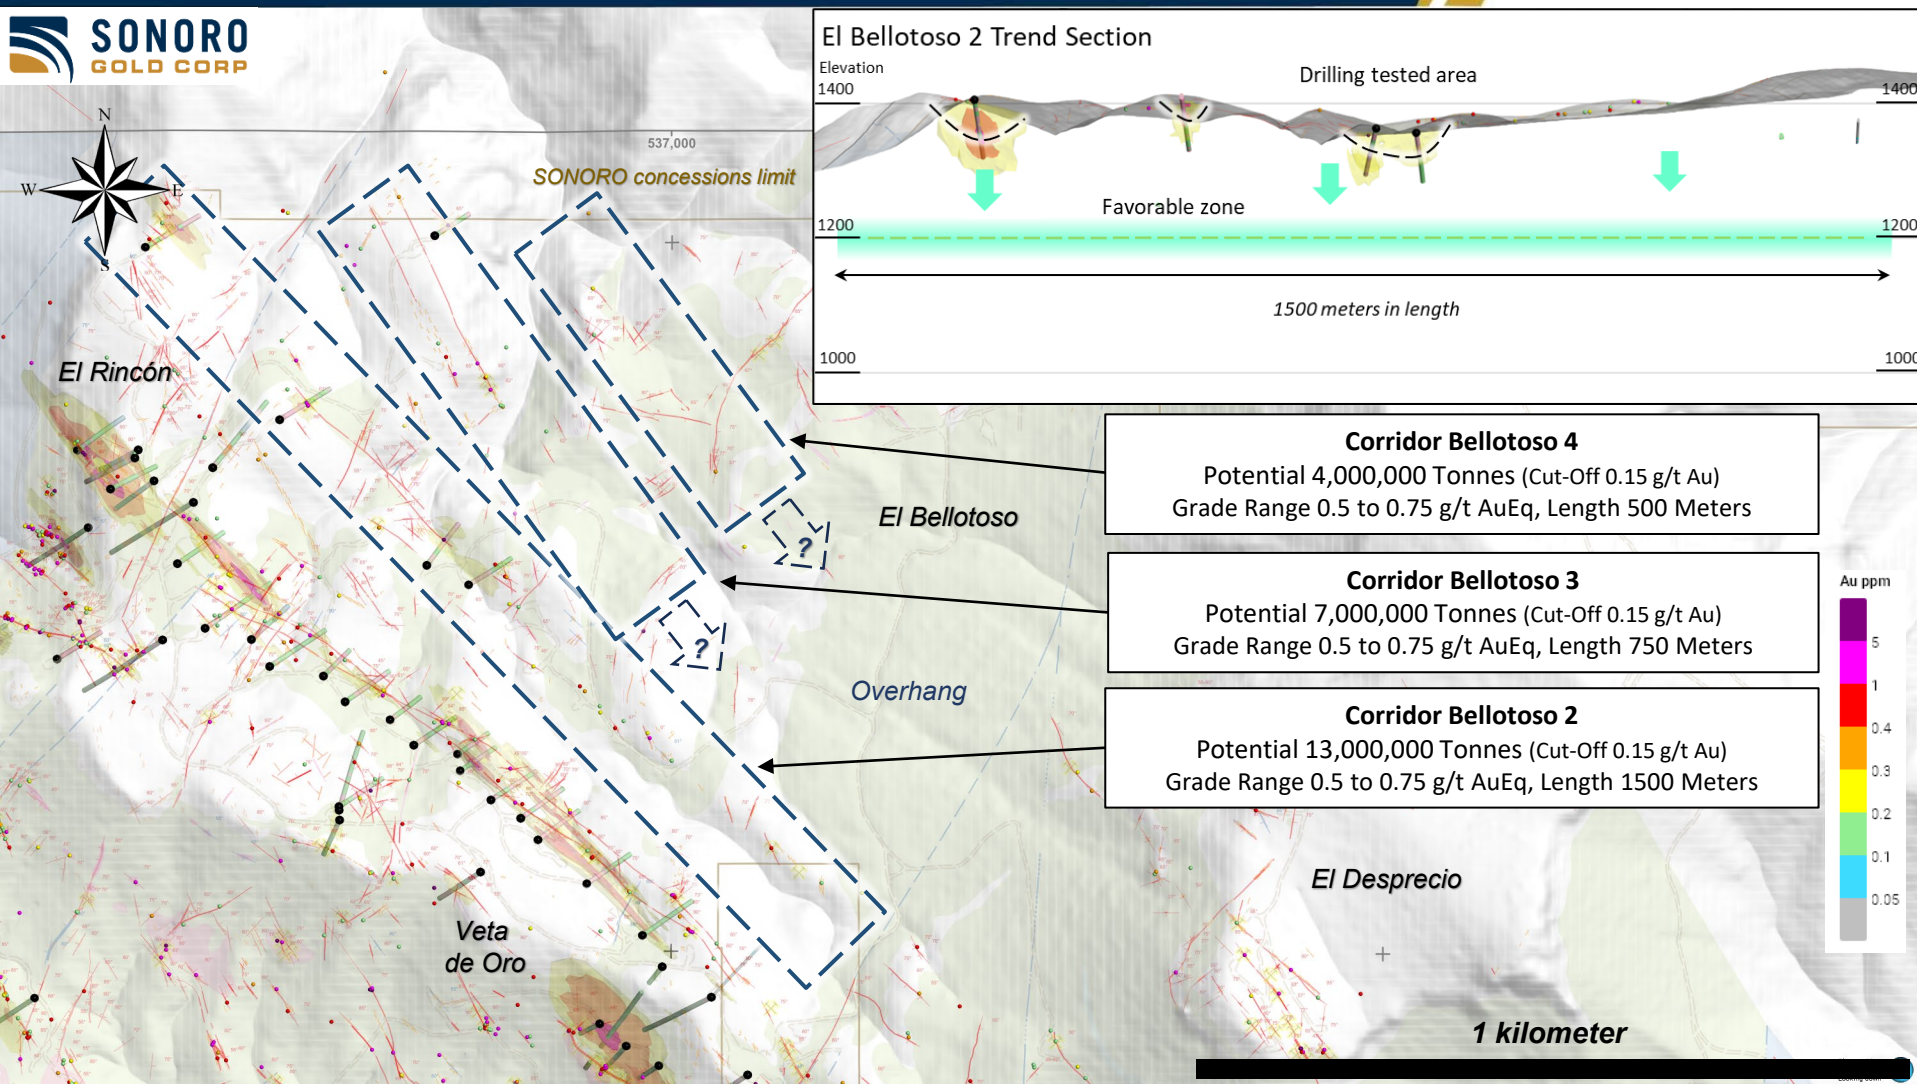 SONORO
GOLD CORP
N
W
E
S
537,000
SONORO concessions limit
El Bellotoso 2 Trend Section
Elevation
Drilling tested area
1400
1400
Favorable zone
1200
1200
1500 meters in length
1000
1000
El Rincón
El Bellotoso
Overhang
Veta
de Oro
El Desprecio
?
?
Corridor Bellotoso 4
Potential 4,000,000 Tonnes (Cut-Off 0.15 g/t Au)
Grade Range 0.5 to 0.75 g/t AuEq, Length 500 Meters
Corridor Bellotoso 3
Potential 7,000,000 Tonnes (Cut-Off 0.15 g/t Au)
Grade Range 0.5 to 0.75 g/t AuEq, Length 750 Meters
Corridor Bellotoso 2
Potential 13,000,000 Tonnes (Cut-Off 0.15 g/t Au)
Grade Range 0.5 to 0.75 g/t AuEq, Length 1500 Meters
Au ppm
5
1
0.4
0.3
0.2
0.1
0.05
1 kilometer